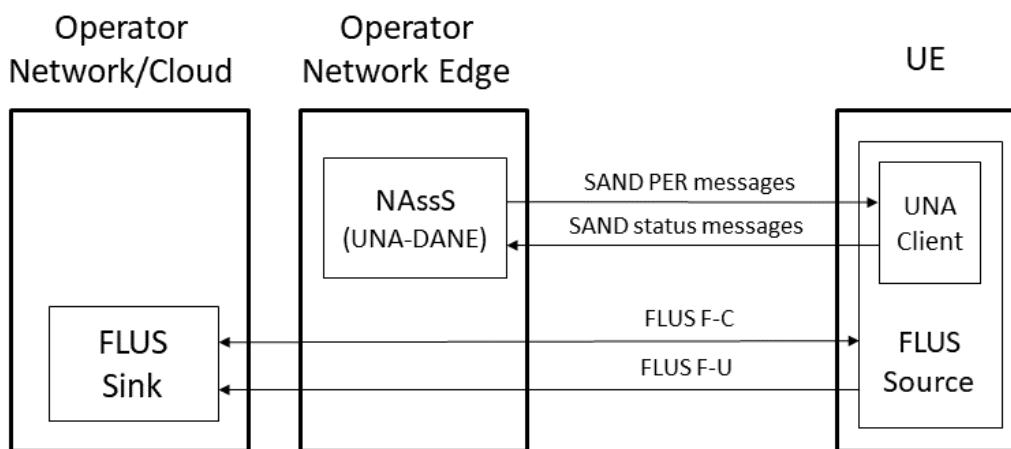 Operator
Network/Cloud
Operator
Network Edge
UE
NAssS
(UNA-DANE)
SAND PER messages
SAND status messages
UNA
Client
FLUS
Sink
FLUS F-C
FLUS F-U
FLUS
Source